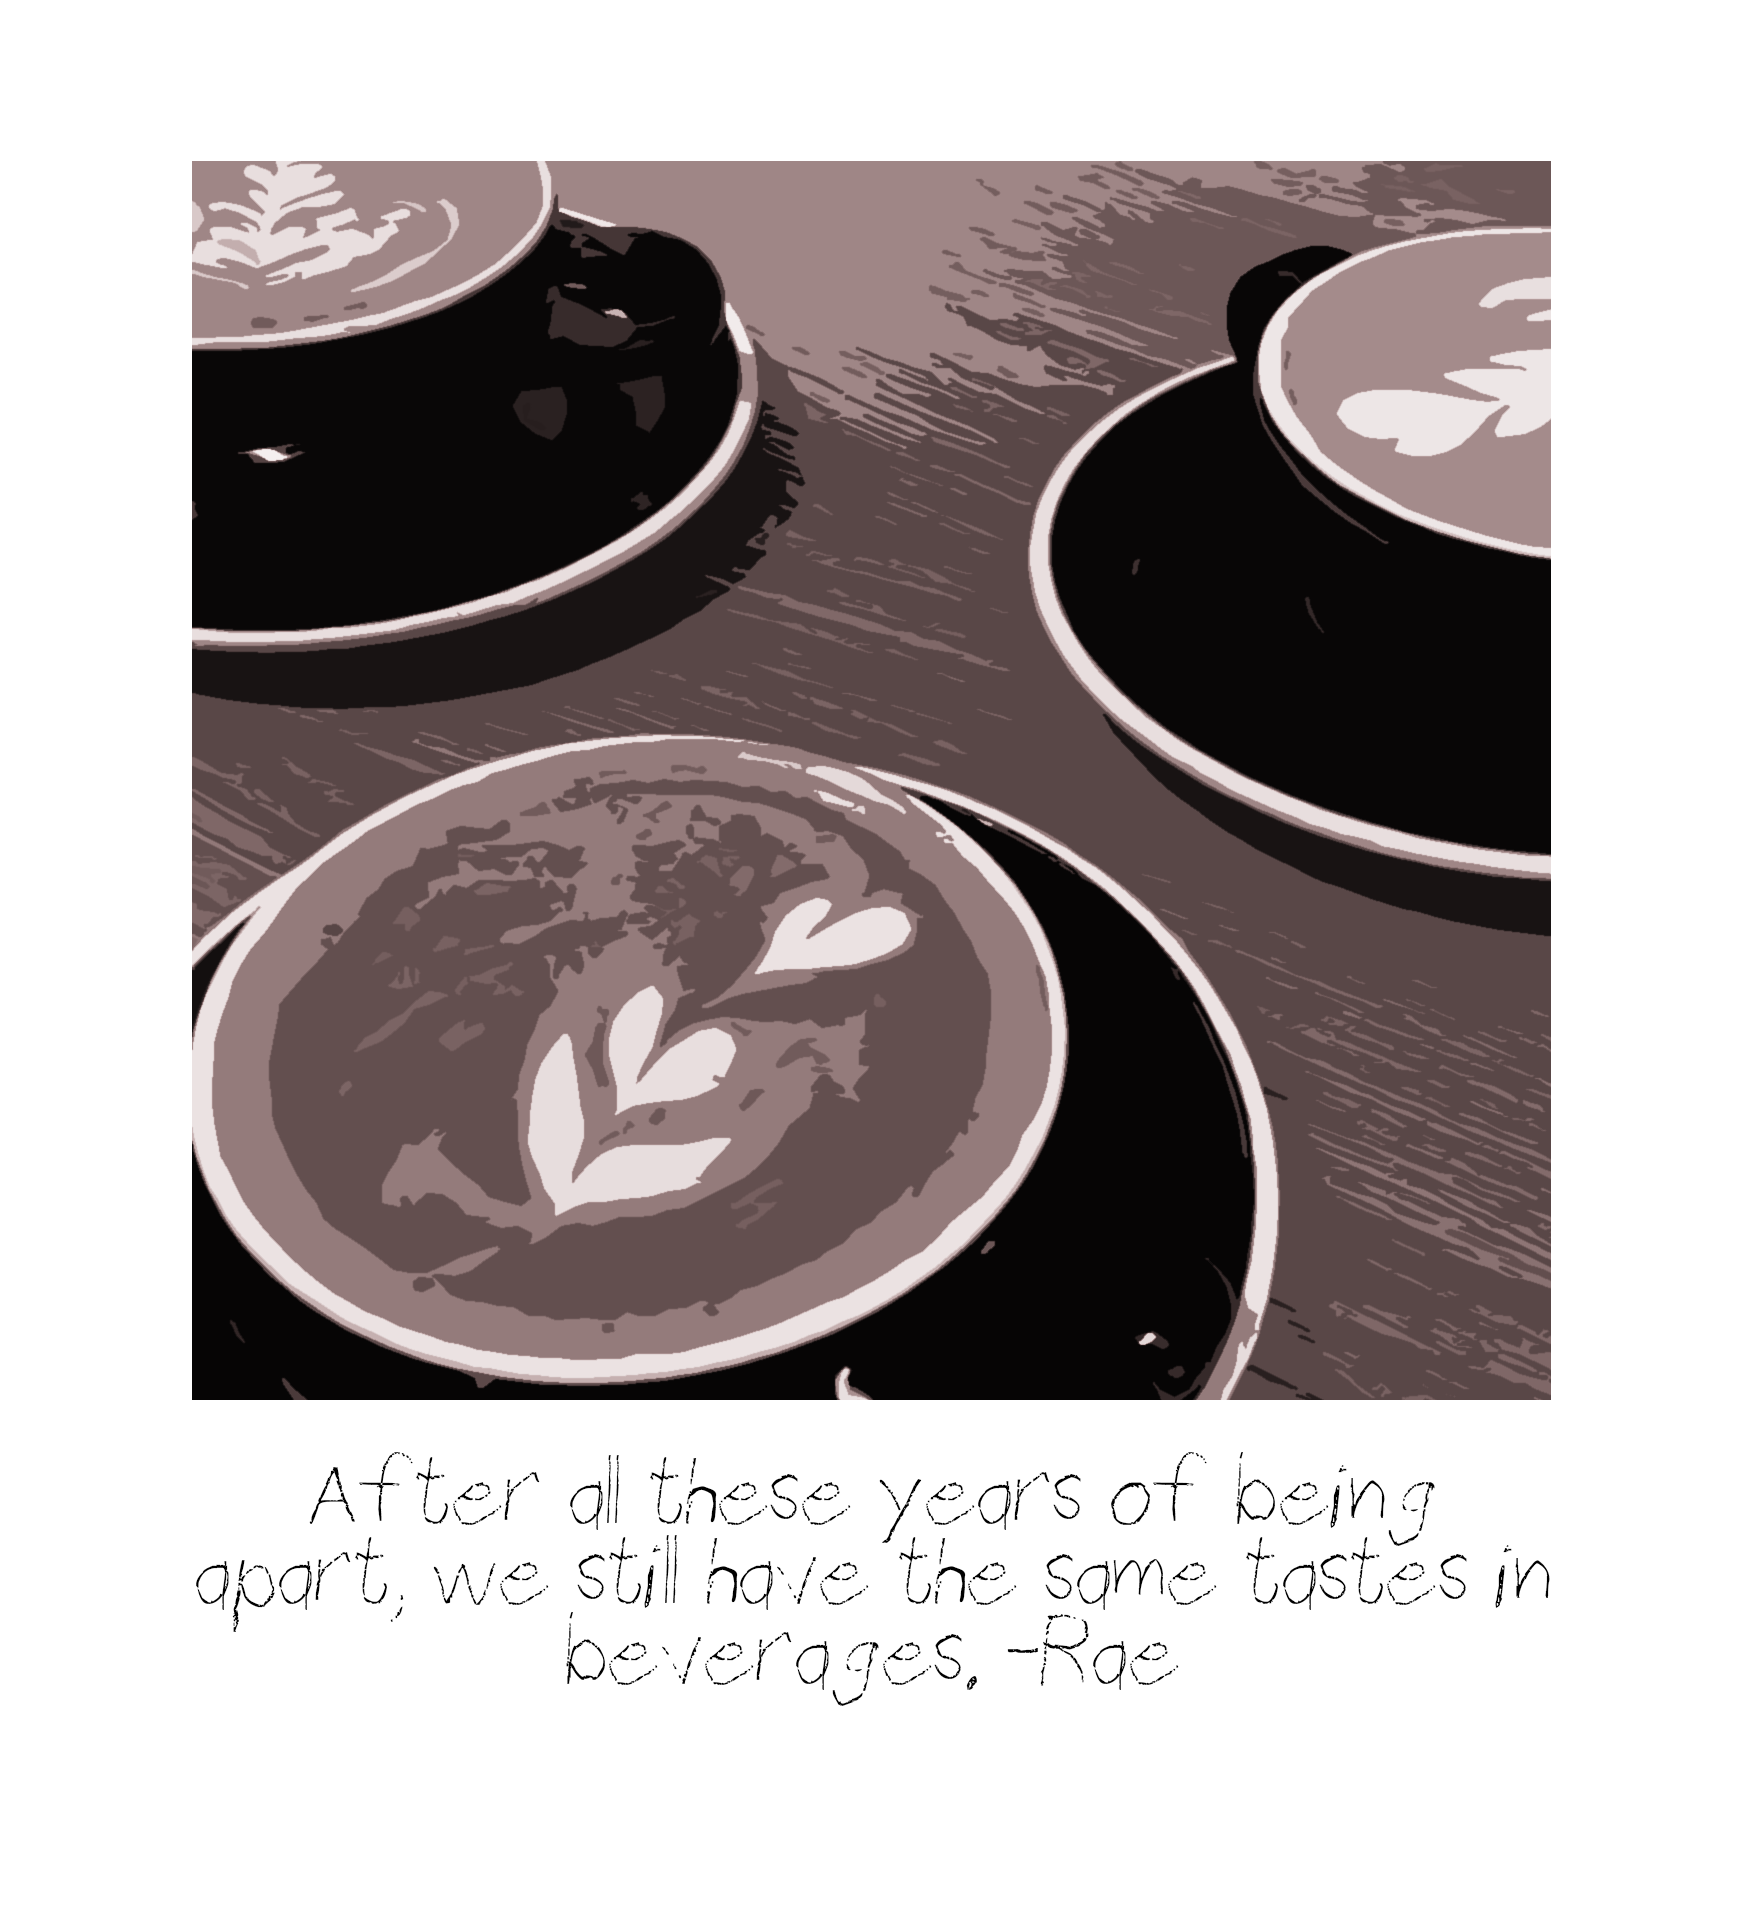 After all these years of being
apart, we still have the same tastes in
beverages. -Rae